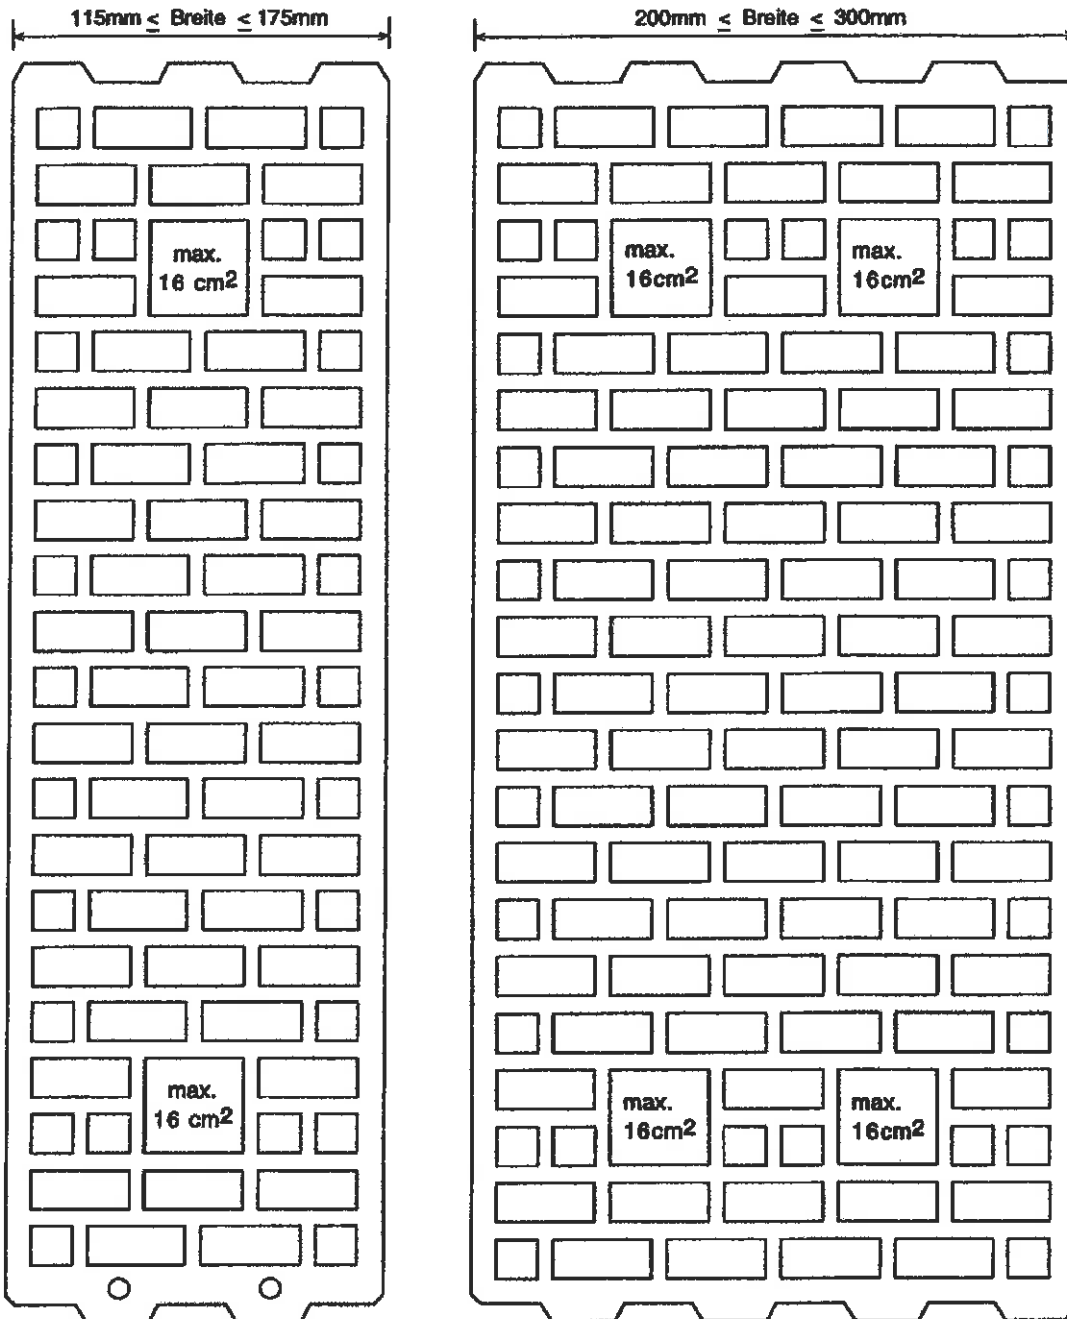 115mm ≤ Breite ≤ 175mm
200mm ≤ Breite ≤ 300mm
max.
16 cm²
max.
16cm²
max.
16cm²
max.
16 cm²
max.
16cm²
max.
16cm²